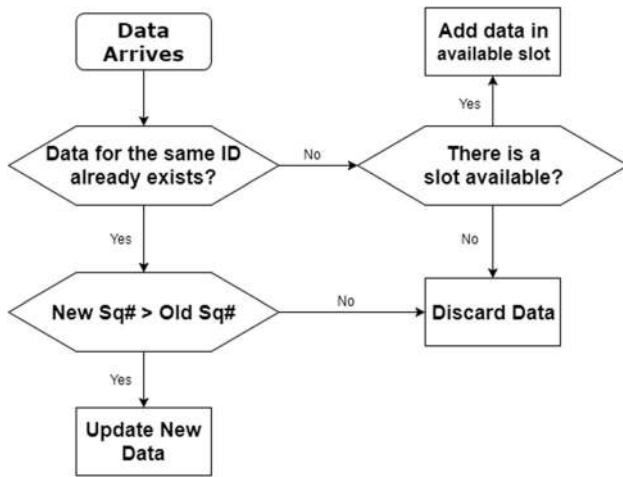 Data
Arrives
Add data in
available slot
Yes
Data for the same ID
already exists?
No
There is a
slot available?
Yes
No
New Sq# > Old Sq#
No
Discard Data
Yes
Update New
Data